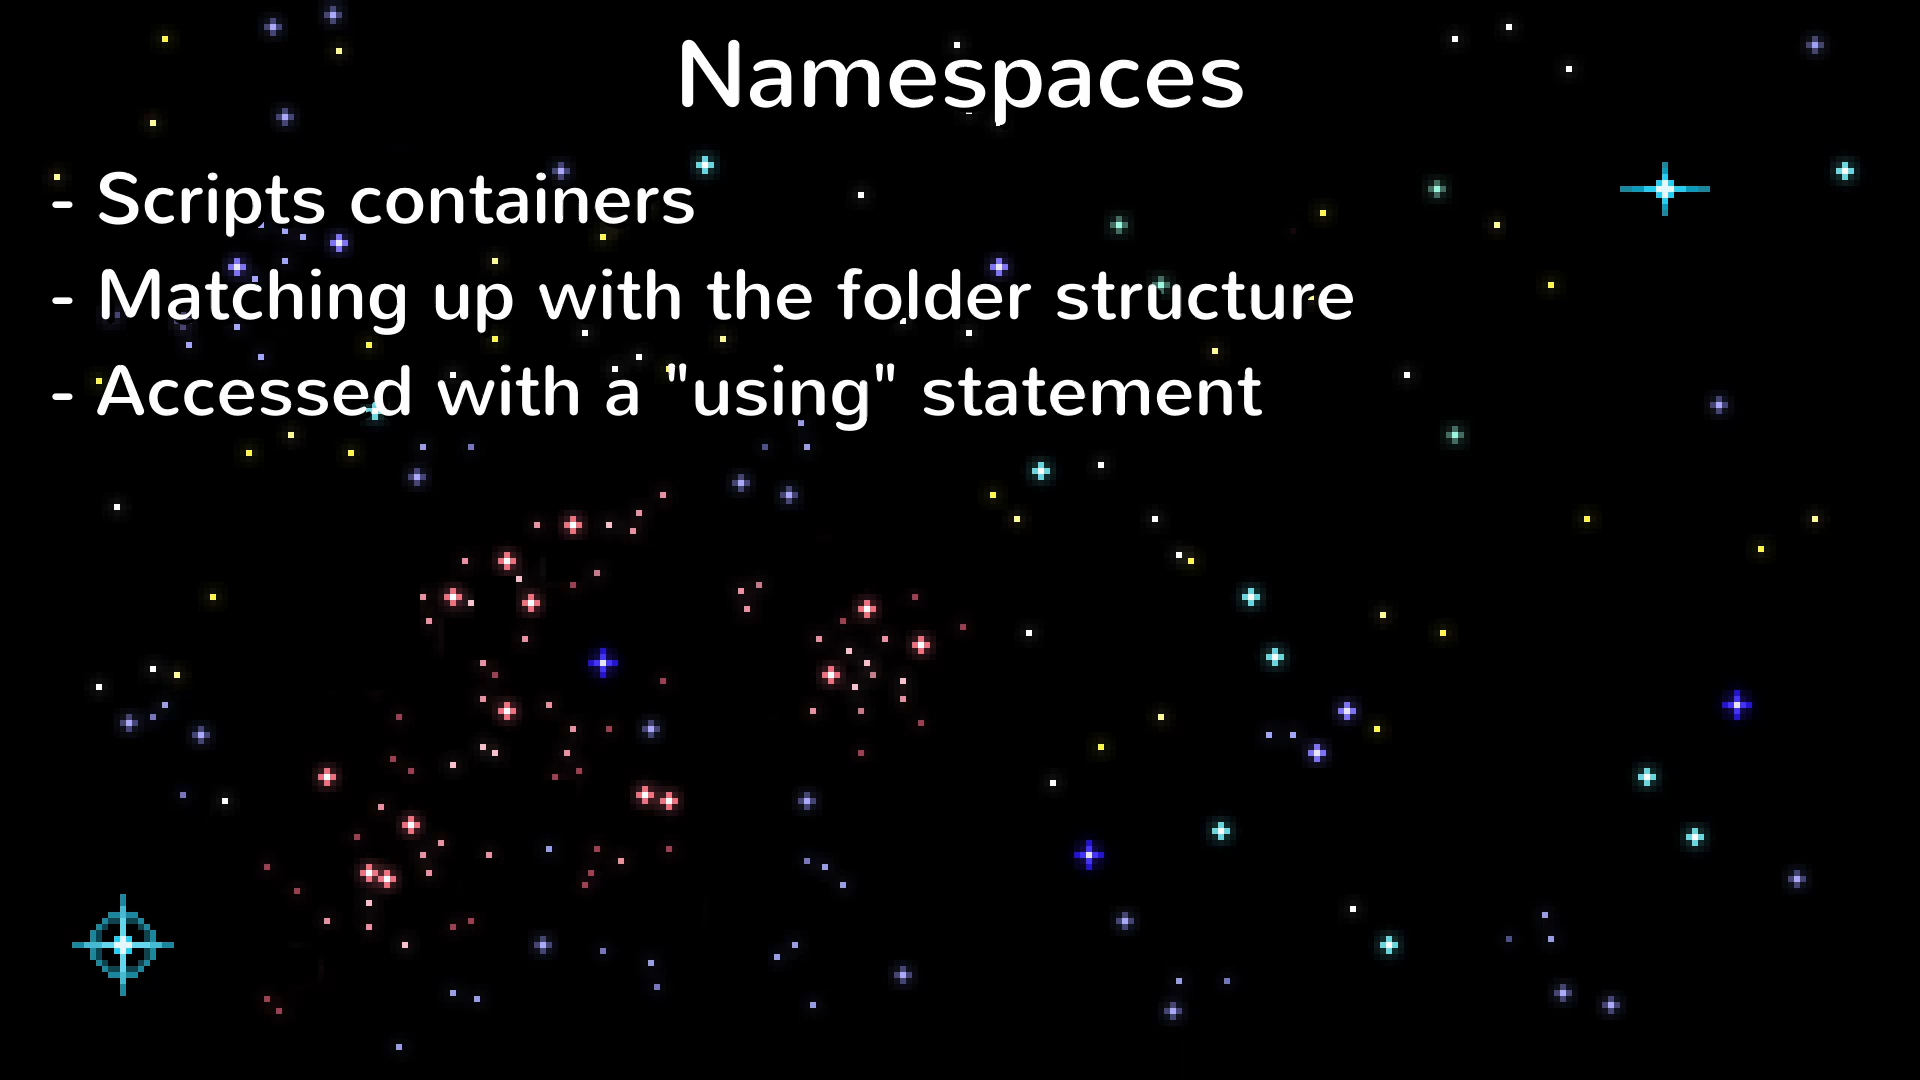 Namespaces
- Scripts containers
- Matching up with the folder structure
- Accessed with a "using" statement